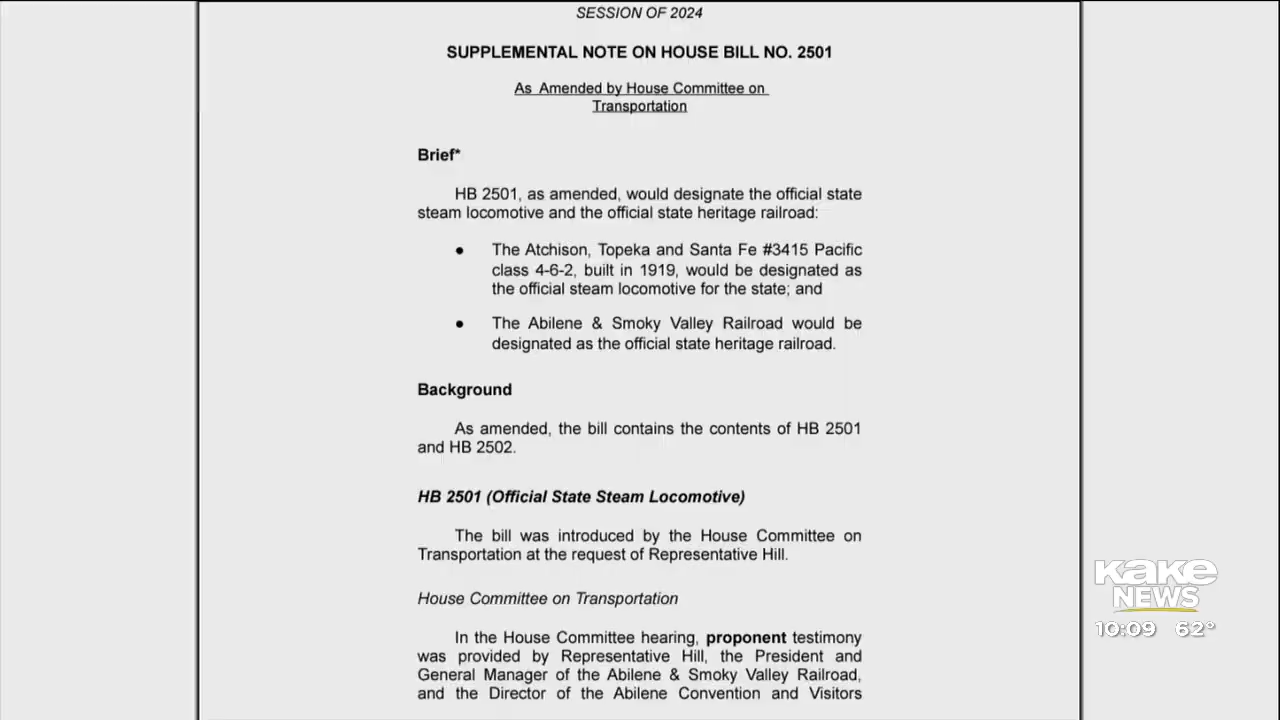 SESSION OF 2024
SUPPLEMENTAL NOTE ON HOUSE BILL NO. 2501
As Amended by House Committee on
Transportation
Brief*
HB 2501, as amended, would designate the official state
steam locomotive and the official state heritage railroad:
● The Atchison, Topeka and Santa Fe #3415 Pacific
class 4-6-2, built in 1919, would be designated as
the official steam locomotive for the state; and
● The Abilene & Smoky Valley Railroad would be
designated as the official state heritage railroad.
Background
As amended, the bill contains the contents of HB 2501
and HB 2502.
HB 2501 (Official State Steam Locomotive)
The bill was introduced by the House Committee on
Transportation at the request of Representative Hill.
House Committee on Transportation
In the House Committee hearing, proponent testimony
was provided by Representative Hill, the President and
General Manager of the Abilene & Smoky Valley Railroad,
and the Director of the Abilene Convention and Visitors
kake
NEWS
10:09 62°